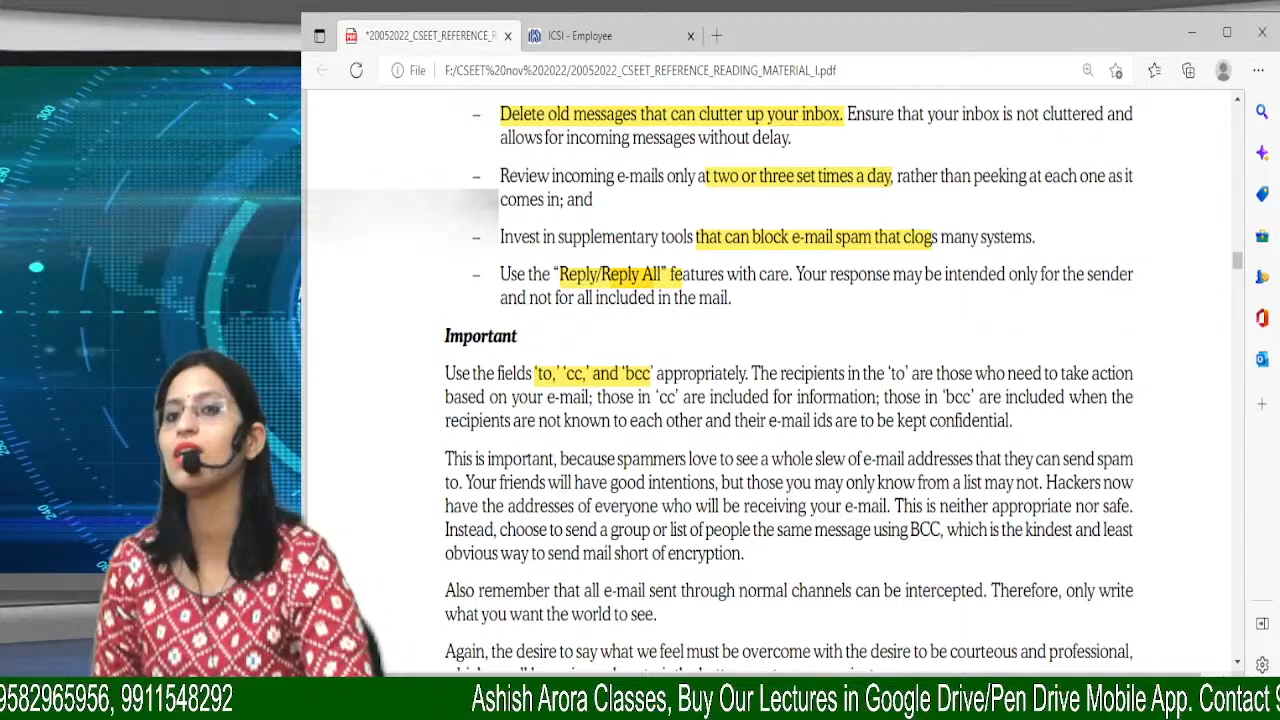 *20052022_CSEET_REFERENCE_R
ICSI - Employee
File
F:/CSEET%20nov%202022/20052022_CSEET_REFERENCE_READING_MATERIAL_I.pdf
300
240
– Delete old messages that can clutter up your inbox. Ensure that your inbox is not cluttered and
allows for incoming messages without delay.
– Review incoming e-mails only at two or three set times a day, rather than peeking at each one as it
comes in; and
– Invest in supplementary tools that can block e-mail spam that clogs many systems.
– Use the “Reply/Reply All” features with care. Your response may be intended only for the sender
and not for all included in the mail.
Important
Use the fields ‘to,’ ‘cc,’ and ‘bcc’ appropriately. The recipients in the ‘to’ are those who need to take action
based on your e-mail; those in ‘cc’ are included for information; those in ‘bcc’ are included when the
recipients are not known to each other and their e-mail ids are to be kept confidential.
This is important, because spammers love to see a whole slew of e-mail addresses that they can send spam
to. Your friends will have good intentions, but those you may only know from a list may not. Hackers now
have the addresses of everyone who will be receiving your e-mail. This is neither appropriate nor safe.
Instead, choose to send a group or list of people the same message using BCC, which is the kindest and least
obvious way to send mail short of encryption.
Also remember that all e-mail sent through normal channels can be intercepted. Therefore, only write
what you want the world to see.
Again, the desire to say what we feel must be overcome with the desire to be courteous and professional,
9582965956, 9911548292
Ashish Arora Classes, Buy Our Lectures in Google Drive/Pen Drive Mobile App. Contact S